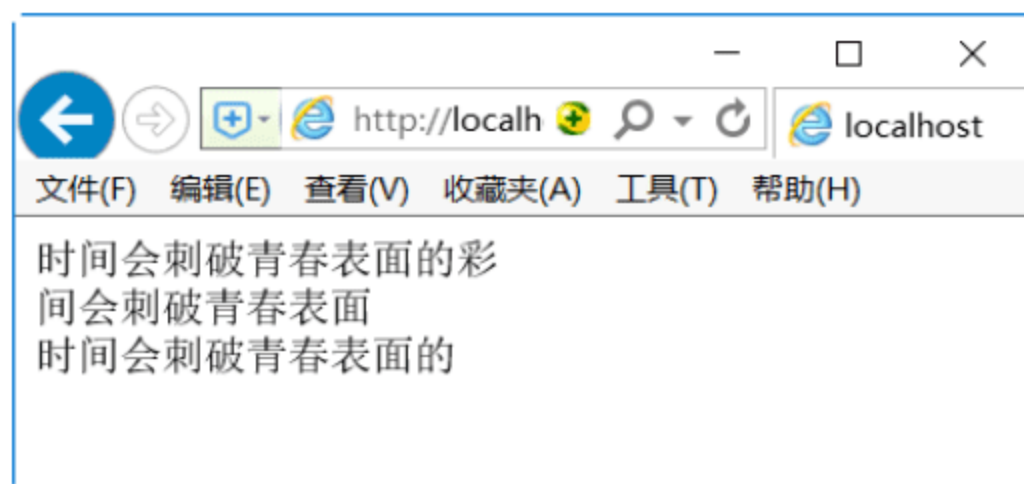 http://localh
localhost
文件(F) 编辑(E) 查看(V) 收藏夹(A) 工具(T) 帮助(H)
时间会刺破青春表面的彩
间会刺破青春表面
时间会刺破青春表面的